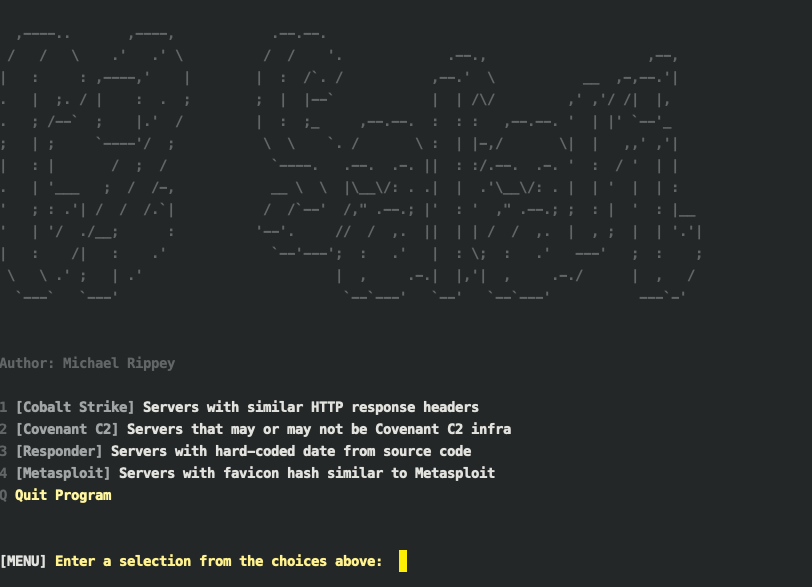 C2 Safari
Author: Michael Rippey
1 [Cobalt Strike] Servers with similar HTTP response headers
2 [Covenant C2] Servers that may or may not be Covenant C2 infra
3 [Responder] Servers with hard-coded date from source code
4 [Metasploit] Servers with favicon hash similar to Metasploit
Q Quit Program
[MENU] Enter a selection from the choices above: